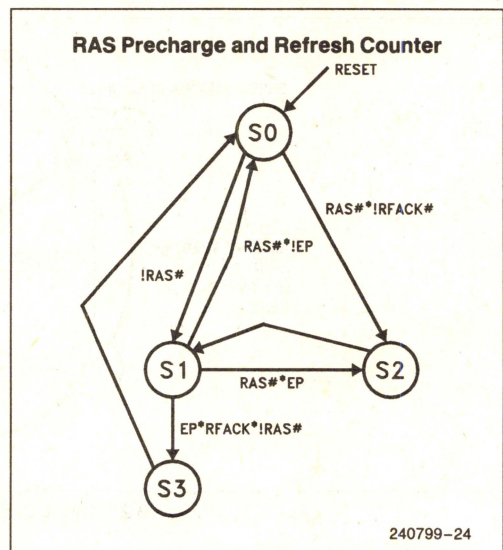 RAS Precharge and Refresh Counter
RESET
S0
RAS#*!RFACK#
RAS#*!EP
!RAS#
S1
S2
RAS#*EP
EP*RFACK*!RAS#
S3
240799-24